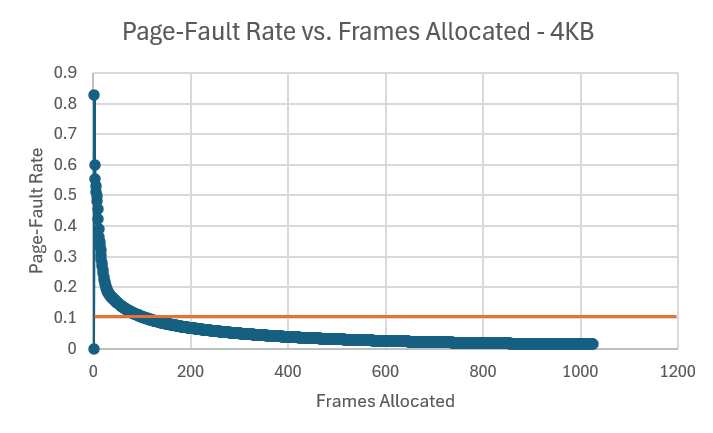 Page-Fault Rate vs. Frames Allocated - 4KB
Page-Fault Rate
0.9
0.8
0.7
0.6
0.5
0.4
0.3
0.2
0.1
0
0 200 400 600 800 1000 1200
Frames Allocated